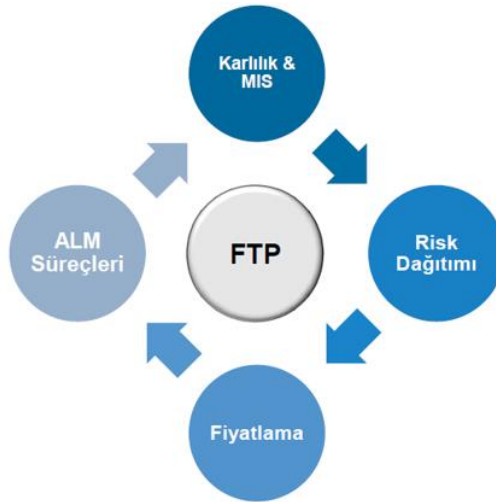 Karlılık &
MIS
ALM
Süreçleri
FTP
Risk
Dağıtımı
Fiyatlama